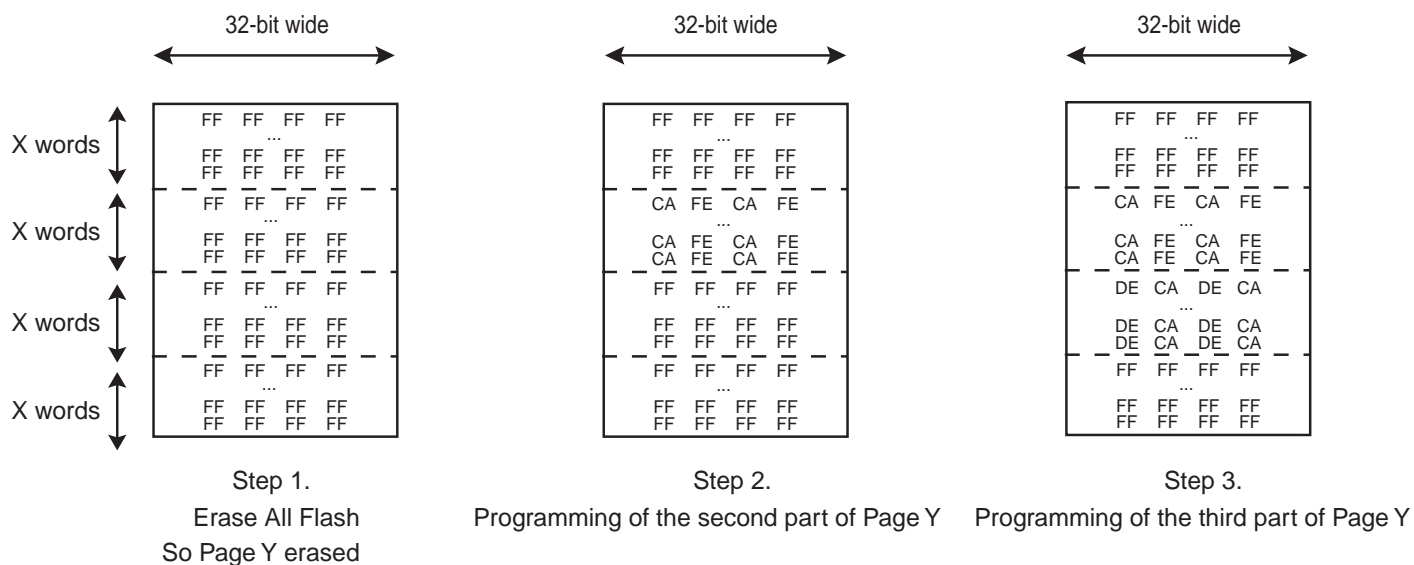 32-bit wide
32-bit wide
32-bit wide
X words
FF FF FF FF
...
FF FF FF FF
FF FF FF FF
X words
FF FF FF FF
...
FF FF FF FF
FF FF FF FF
X words
FF FF FF FF
...
FF FF FF FF
FF FF FF FF
X words
FF FF FF FF
...
FF FF FF FF
FF FF FF FF
FF FF FF FF
...
FF FF FF FF
FF FF FF FF
CA FE CA FE
...
CA FE CA FE
CA FE CA FE
FF FF FF FF
...
FF FF FF FF
FF FF FF FF
FF FF FF FF
...
FF FF FF FF
FF FF FF FF
FF FF FF FF
...
FF FF FF FF
FF FF FF FF
CA FE CA FE
...
CA FE CA FE
CA FE CA FE
DE CA DE CA
...
DE CA DE CA
DE CA DE CA
FF FF FF FF
...
FF FF FF FF
FF FF FF FF
Step 1.
Erase All Flash
So Page Y erased
Step 2.
Programming of the second part of Page Y
Step 3.
Programming of the third part of Page Y